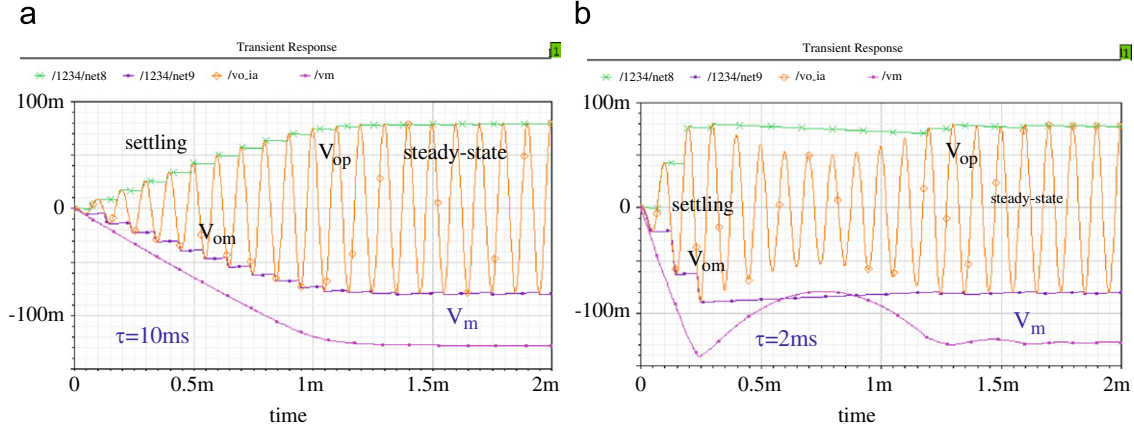 a
b
Transient Response
Transient Response
/1234/net8 /1234/net9 /vo_ia /vm
/1234/net8 /1234/net9 /vo_ia /vm
100m
settling
Vop
steady-state
0
Vom
-100m
τ=10ms
Vm
0 0.5m 1m 1.5m 2m
time
100m
Vop
0
settling
steady-state
Vom
-100m
τ=2ms
Vm
0 0.5m 1m 1.5m 2m
time